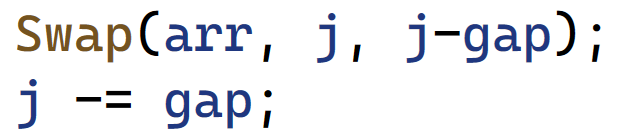 Swap(arr, j, j-gap);
j -= gap;